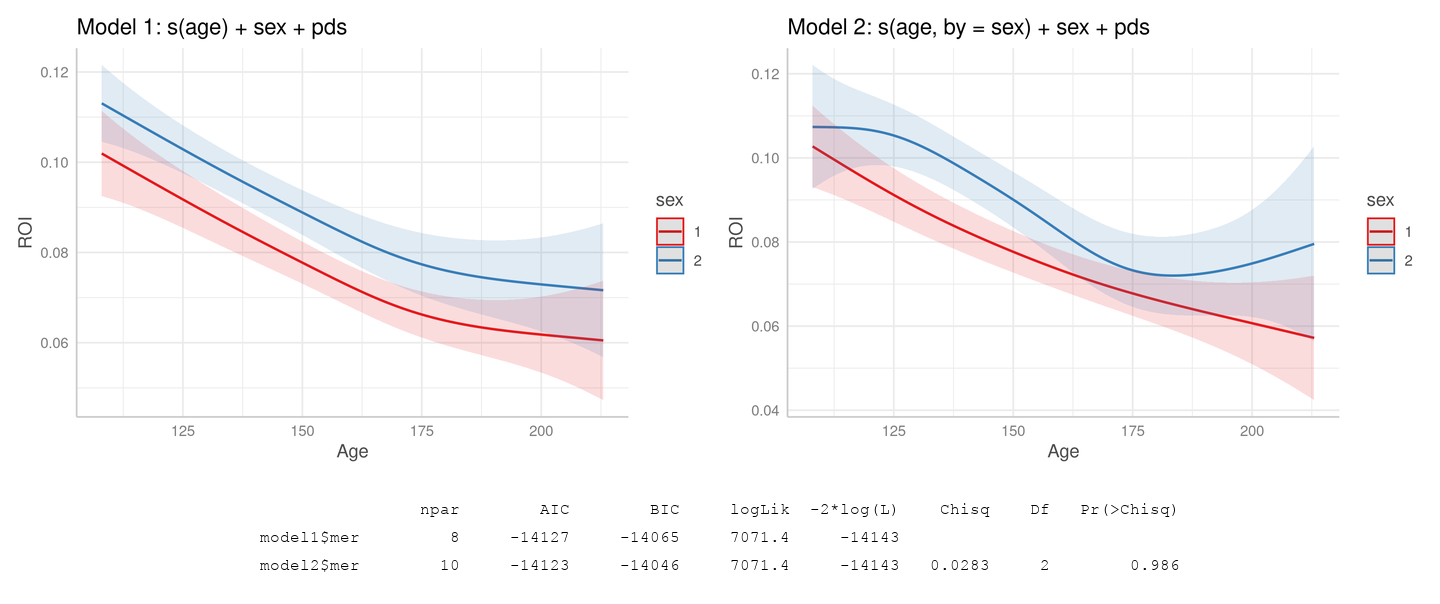 Model 1: s(age) + sex + pds
0.12
0.10
0.08
0.06
ROI
125 150 175 200
Age
sex
1
2
Model 2: s(age, by = sex) + sex + pds
0.12
0.10
0.08
0.06
0.04
ROI
125 150 175 200
Age
sex
1
2
npar AIC BIC logLik -2*log(L) Chisq Df Pr(>Chisq)
model1$mer 8 -14127 -14065 7071.4 -14143
model2$mer 10 -14123 -14046 7071.4 -14143 0.0283 2 0.986